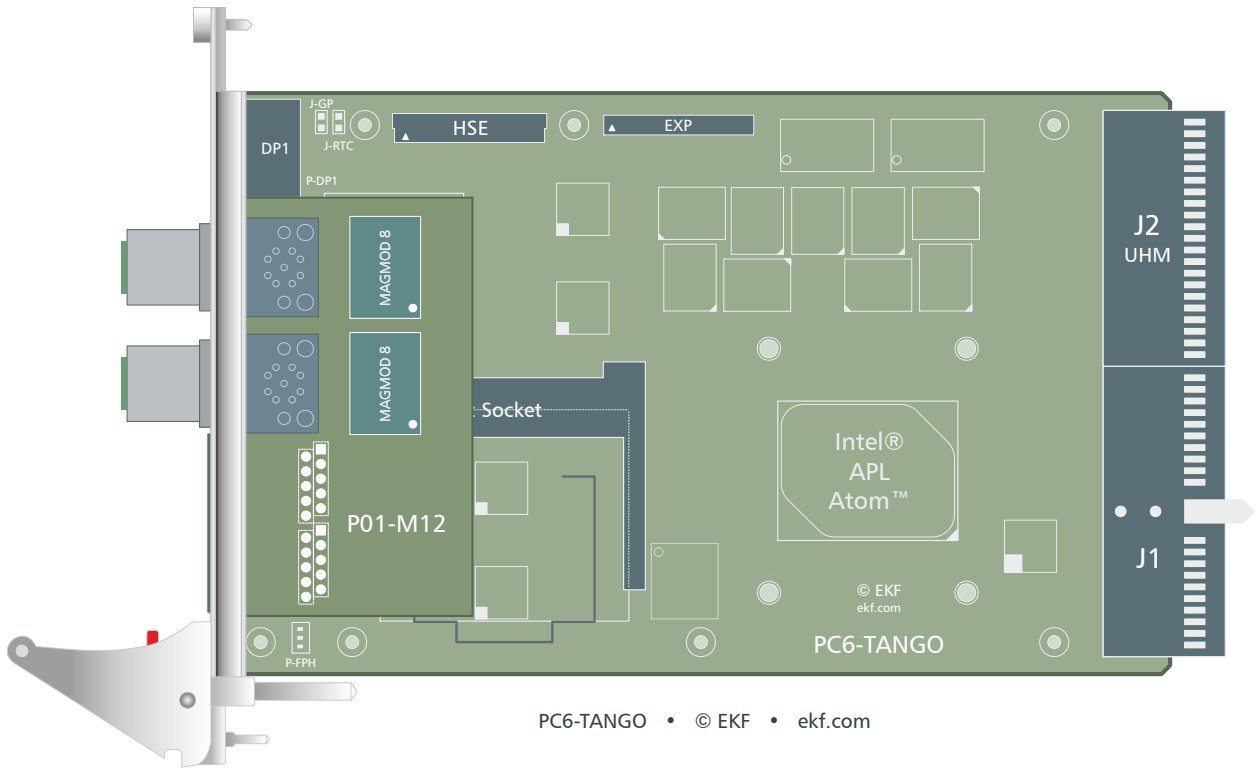 J-GP
HSE
EXP
DP1
J-RTC
P-DP1
J2
UHM
MAGMOD 8
MAGMOD 8
Socket
Intel®
APL
Atom™
P01-M12
J1
© EKF
ekf.com
PC6-TANGO
P-FPH
PC6-TANGO • © EKF • ekf.com